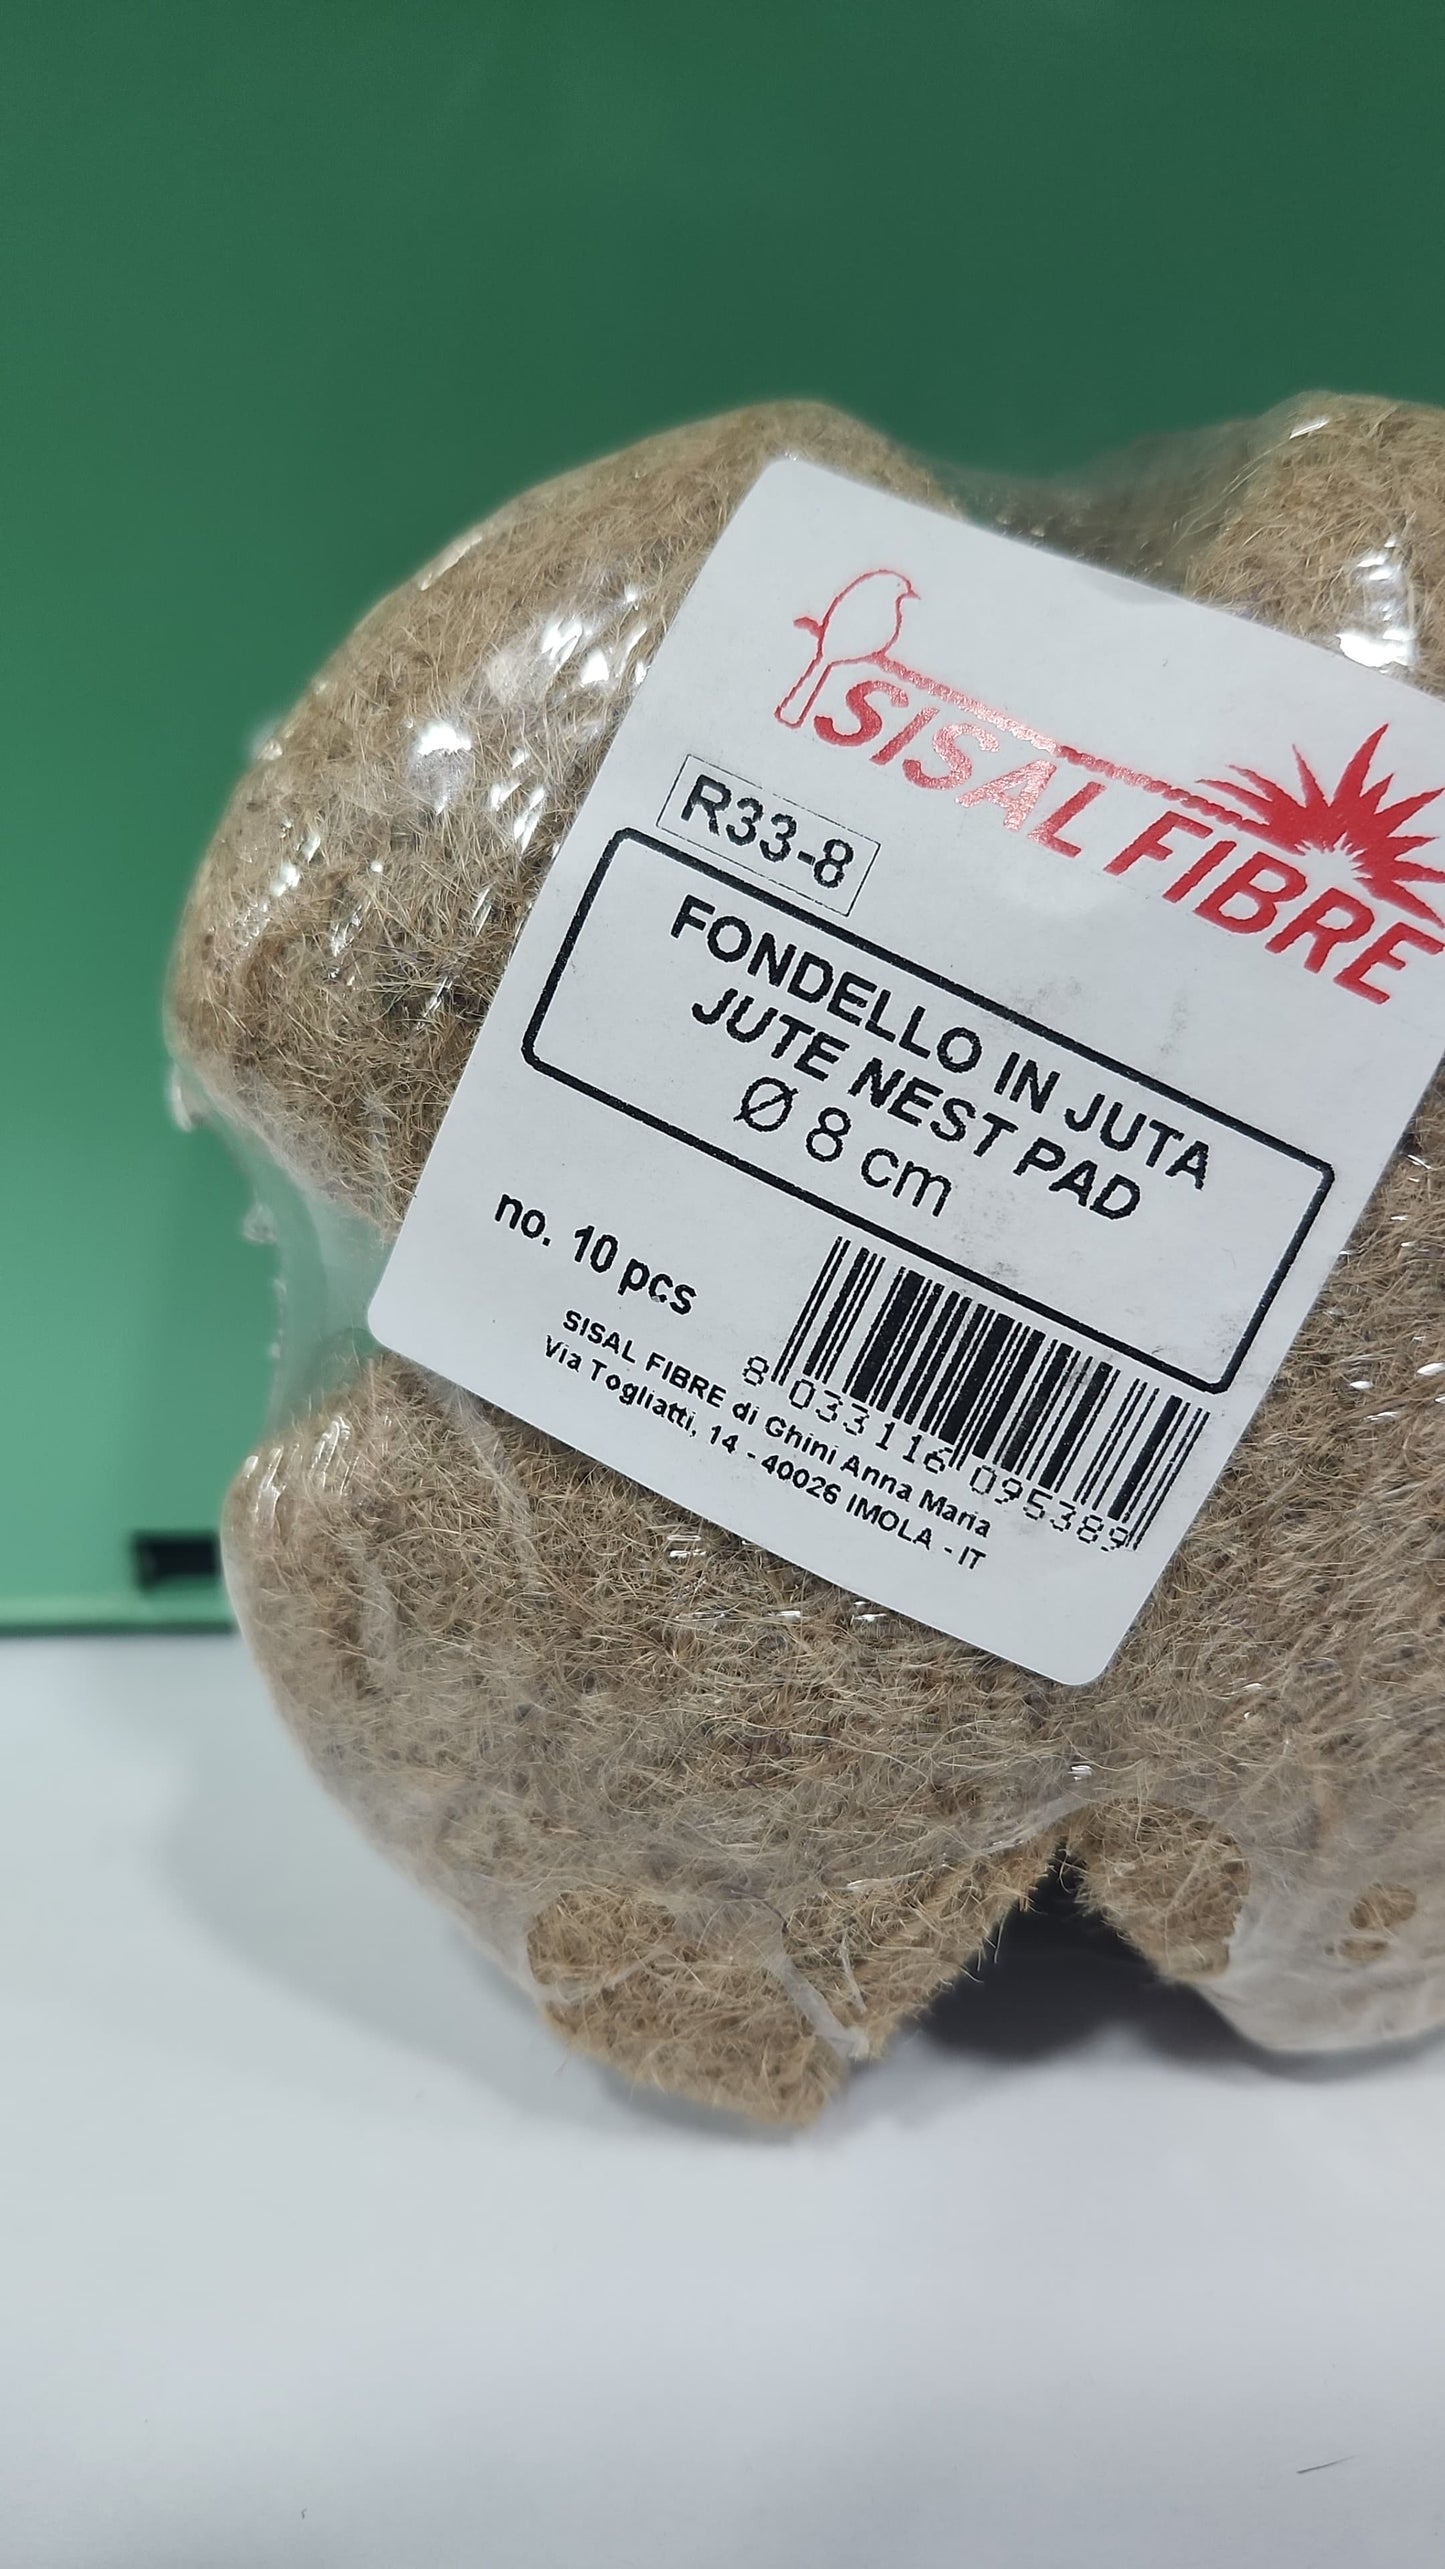 SISAL FIBRE
R33-8
FONDELLO IN JUTA
JUTE NEST PAD
Ø 8 cm
no. 10 pcs
8 033116 095389
SISAL FIBRE di Ghini Anna Maria
Via Togliatti, 14 - 40026 IMOLA - IT